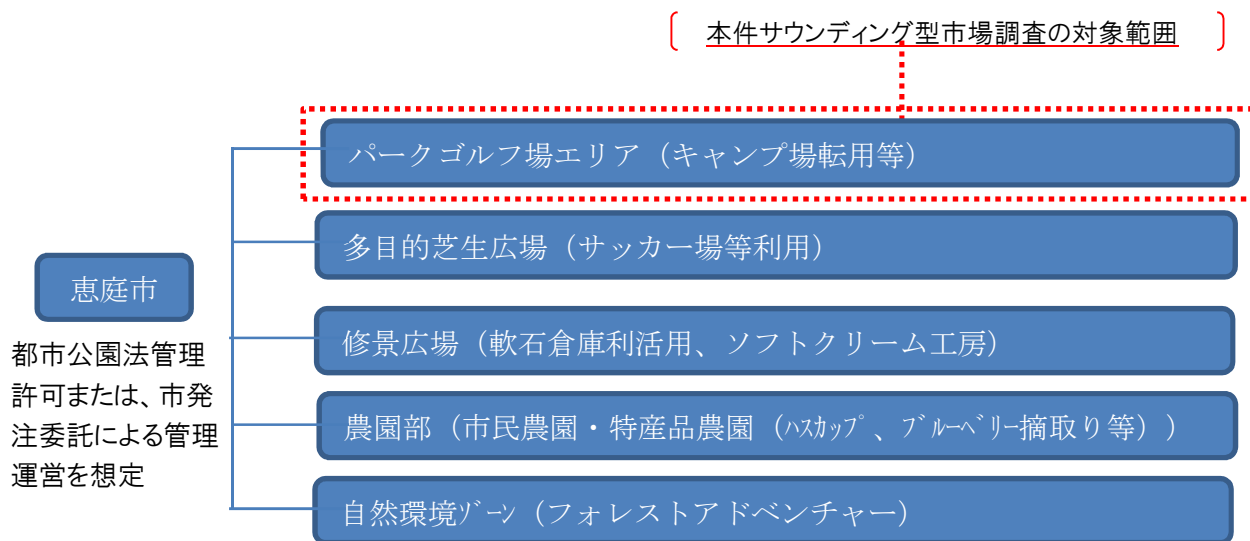 〔 本件サウンディング型市場調査の対象範囲 〕
パークゴルフ場エリア（キャンプ場転用等）
多目的芝生広場（サッカー場等利用）
恵庭市
都市公園法管理
許可または、市発
注委託による管理
運営を想定
修景広場（軟石倉庫利活用、ソフトクリーム工房）
農園部（市民農園・特産品農園（ﾊｽｶｯﾌﾟ、ﾌﾞﾙｰﾍﾞﾘｰ摘取り等））
自然環境ｿﾞｰﾝ（フォレストアドベンチャー）